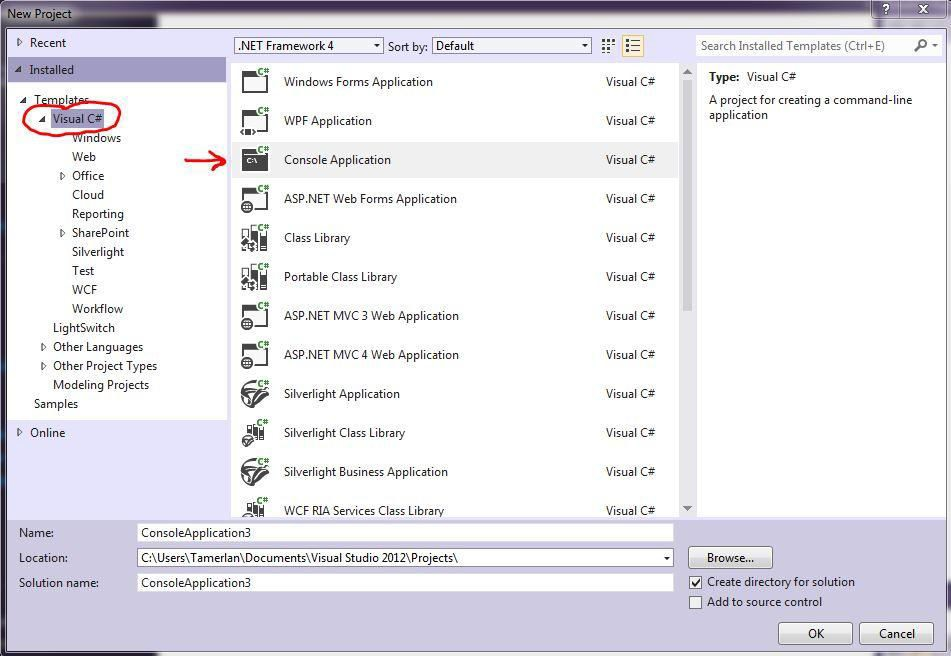 New Project
Recent
Installed
Templates
Visual C#
Windows
Web
Office
Cloud
Reporting
SharePoint
Silverlight
Test
WCF
Workflow
LightSwitch
Other Languages
Other Project Types
Modeling Projects
Samples
Online
.NET Framework 4 Sort by: Default
Windows Forms Application Visual C#
WPF Application Visual C#
Console Application Visual C#
ASP.NET Web Forms Application Visual C#
Class Library Visual C#
Portable Class Library Visual C#
ASP.NET MVC 3 Web Application Visual C#
ASP.NET MVC 4 Web Application Visual C#
Silverlight Application Visual C#
Silverlight Class Library Visual C#
Silverlight Business Application Visual C#
WCF RIA Services Class Library Visual C#
Search Installed Templates (Ctrl+E)
Type: Visual C#
A project for creating a command-line
application
Name: ConsoleApplication3
Location: C:\Users\Tamerlan\Documents\Visual Studio 2012\Projects\ Browse...
Solution name: ConsoleApplication3
Create directory for solution
Add to source control
OK Cancel